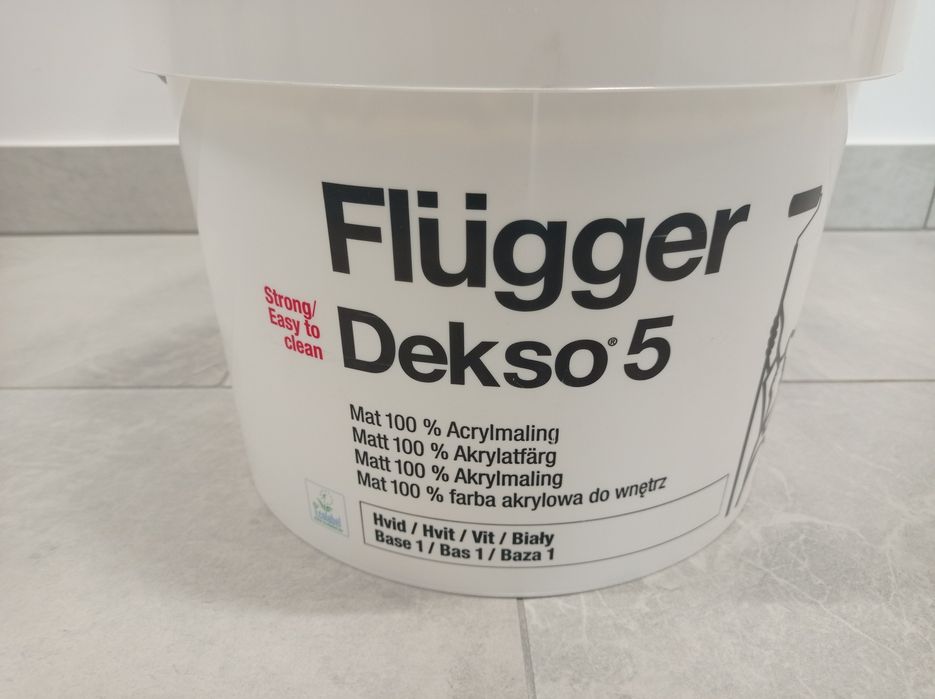 Flügger
Strong/
Easy to
clean
Dekso® 5
Mat 100 % Acrylmaling
Matt 100 % Akrylatfärg
Matt 100 % Akrylmaling
Mat 100 % farba akrylowa do wnętrz
Hvid / Hvit / Vit / Biały
Base 1 / Bas 1 / Baza 1